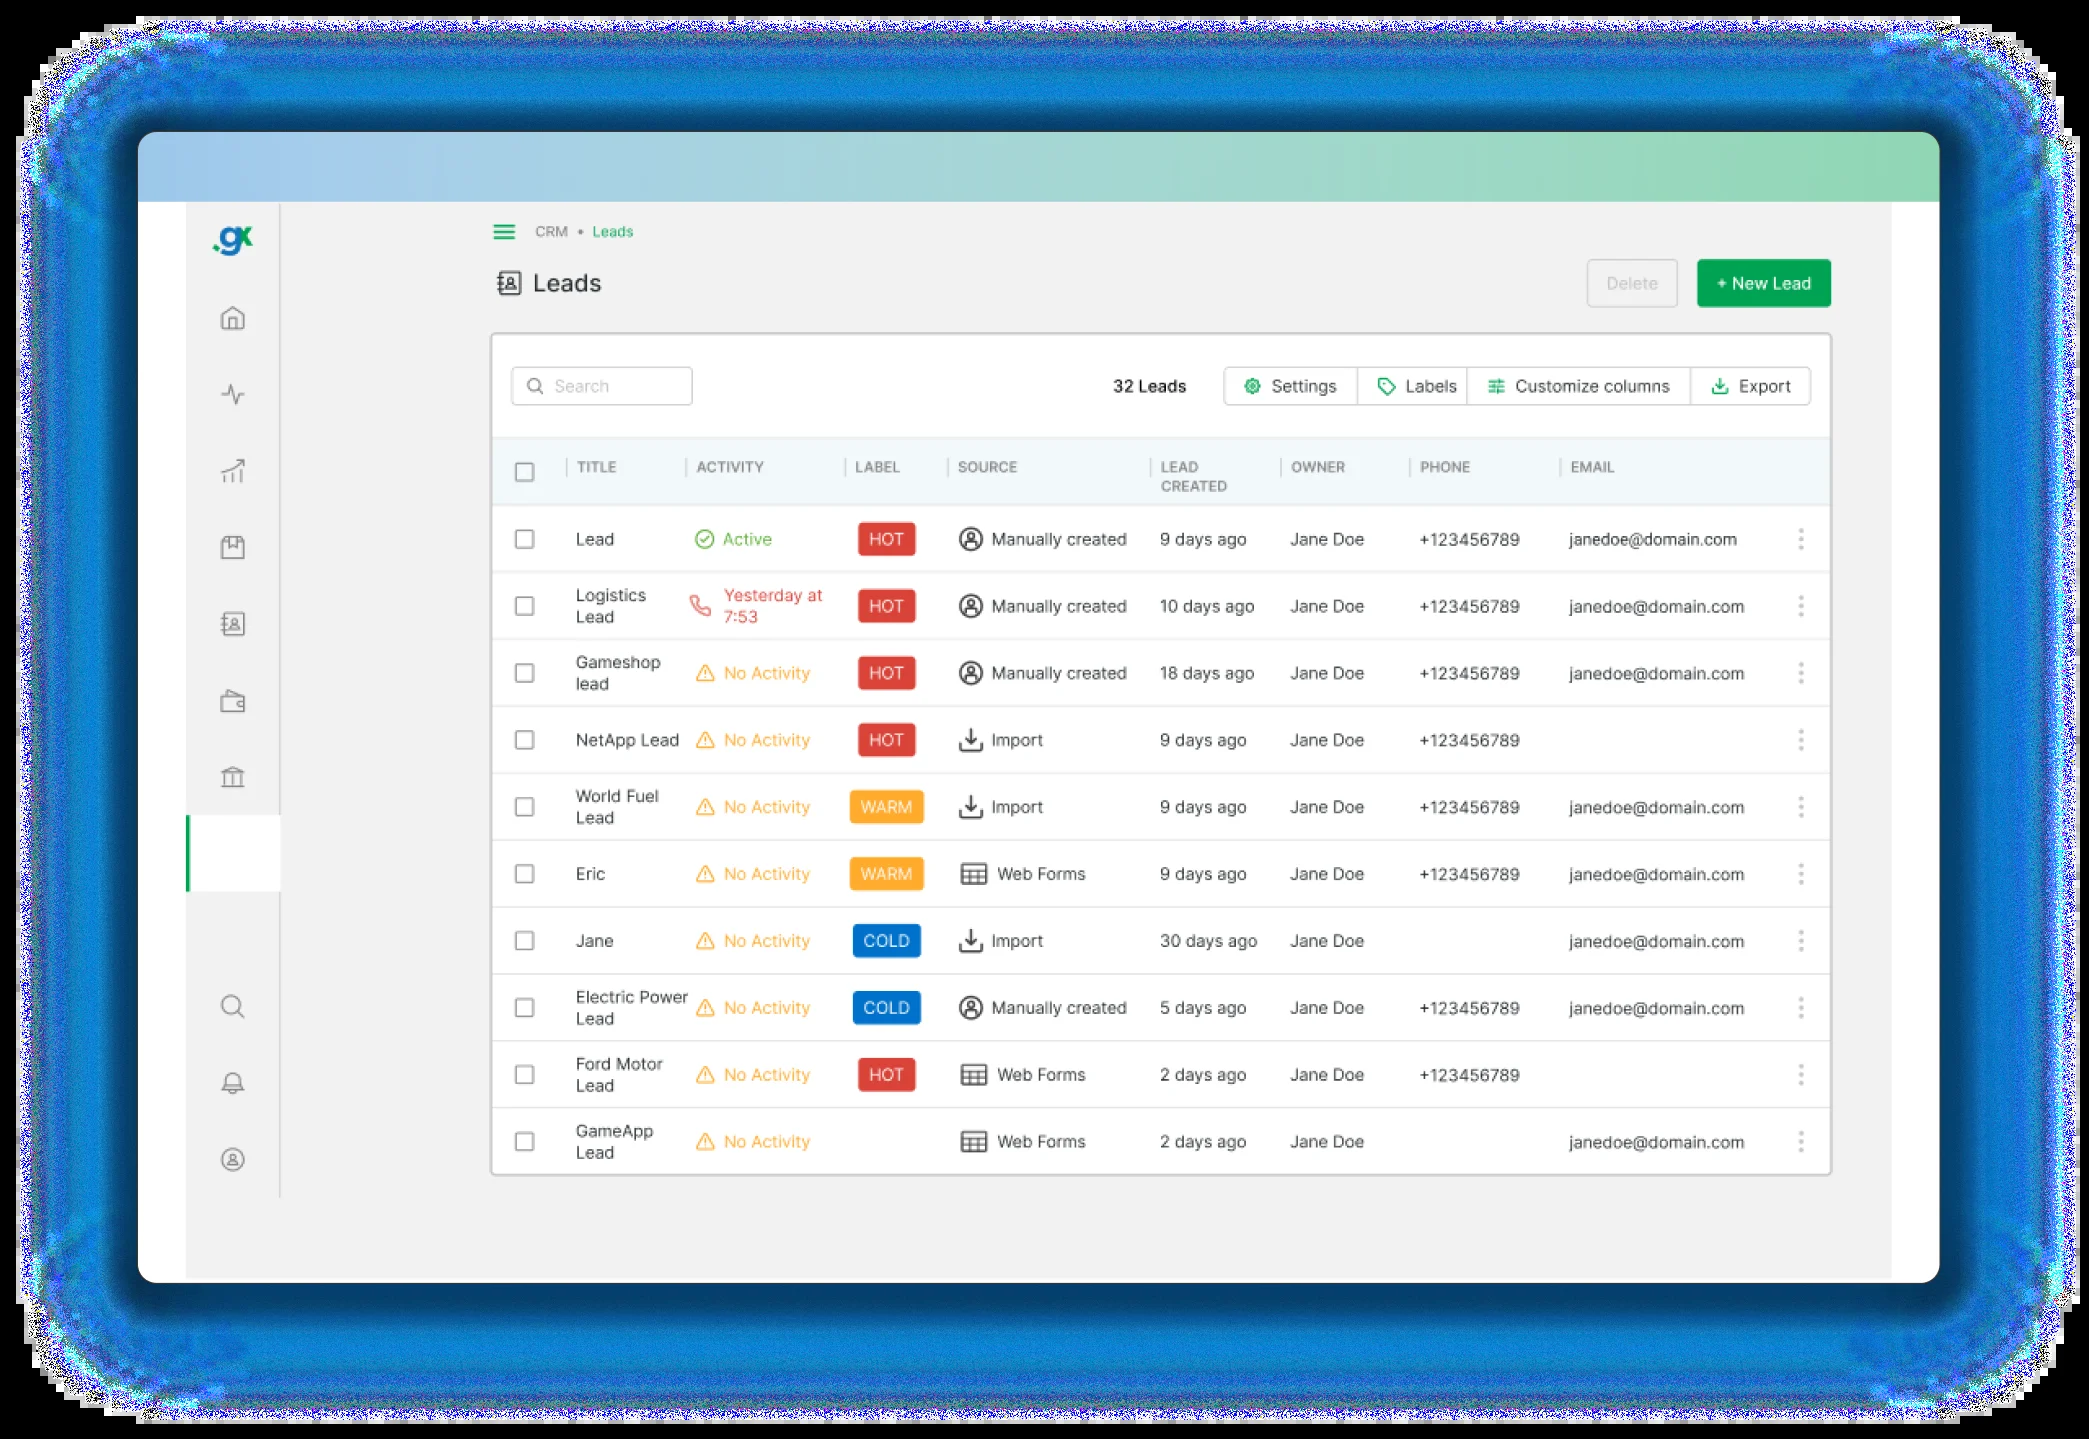 .gx
CRM • Leads
Leads
Delete
+ New Lead
Search
32 Leads
Settings
Labels
Customize columns
Export
TITLE ACTIVITY LABEL SOURCE LEAD CREATED OWNER PHONE EMAIL
Lead Active HOT Manually created 9 days ago Jane Doe +123456789 janedoe@domain.com
Logistics Lead Yesterday at 7:53 HOT Manually created 10 days ago Jane Doe +123456789 janedoe@domain.com
Gameshop lead No Activity HOT Manually created 18 days ago Jane Doe +123456789 janedoe@domain.com
NetApp Lead No Activity HOT Import 9 days ago Jane Doe +123456789
World Fuel Lead No Activity WARM Import 9 days ago Jane Doe +123456789 janedoe@domain.com
Eric No Activity WARM Web Forms 9 days ago Jane Doe +123456789 janedoe@domain.com
Jane No Activity COLD Import 30 days ago Jane Doe janedoe@domain.com
Electric Power Lead No Activity COLD Manually created 5 days ago Jane Doe +123456789 janedoe@domain.com
Ford Motor Lead No Activity HOT Web Forms 2 days ago Jane Doe +123456789
GameApp Lead No Activity Web Forms 2 days ago Jane Doe janedoe@domain.com